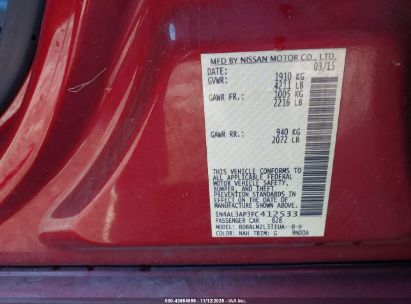 MFD BY NISSAN MOTOR CO., LTD.
DATE: 03/15
GVWR: 1910 KG
4211 LB
GAWR FR: 1005 KG
2216 LB
GAWR RR: 940 KG
2072 LB
THIS VEHICLE CONFORMS TO ALL
APPLICABLE FEDERAL
MOTOR VEHICLE SAFETY,
BUMPER, AND THEFT
PREVENTION STANDARDS
IN EFFECT ON THE DATE OF
MANUFACTURE SHOWN ABOVE.
1N4AL3AP3FC412533
PASSENGER CAR 828
MODEL:
COLOR: NAH TRIM: G